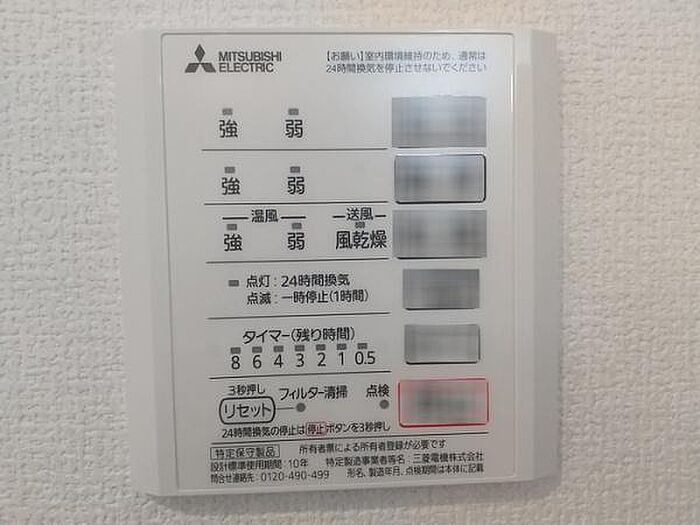 MITSUBISHI ELECTRIC
【お願い】室内環境維持のため、通常は
24時間換気を停止させないでください
強 弱
強 弱
温風 送風
強 弱 風乾燥
点灯：24時間換気
点滅：一時停止(1時間)
タイマー(残り時間)
8 6 4 3 2 1 0.5
3秒押し
リセット フィルター清掃 点検
24時間換気の停止は停止ボタンを3秒押し
特定保守製品 所有者票による所有者登録が必要です
設計標準使用期間：10年 特定製造事業者等名：三菱電機株式会社
問合せ連絡先：0120-490-499 形名、製造年月、点検期間は本体に記載